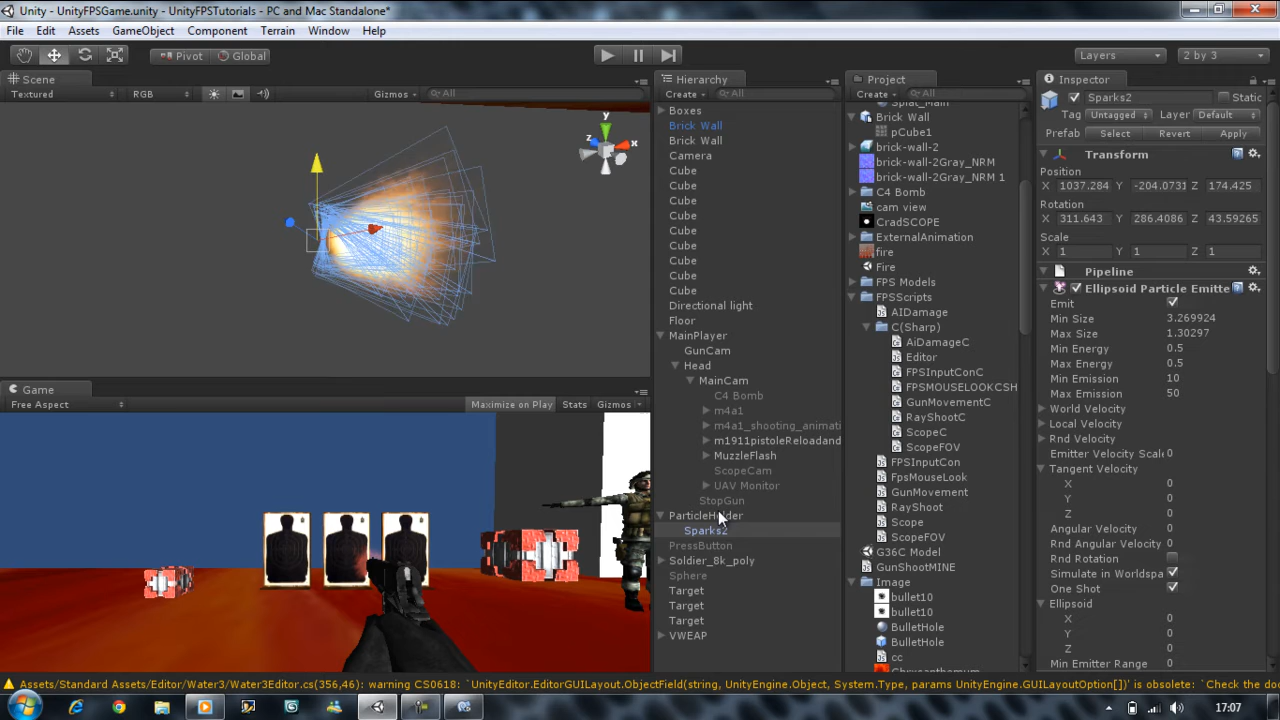 Unity - UnityFPSGame.unity - UnityFPSTutorials - PC and Mac Standalone*
File Edit Assets GameObject Component Terrain Window Help
Pivot Global Layers 2 by 3
Scene
Textured RGB Gizmos All
y
z
x
Game
Free Aspect Maximize on Play Stats Gizmos
Hierarchy
Create All
Boxes
Brick Wall
Brick Wall
Camera
Cube
Cube
Cube
Cube
Cube
Cube
Cube
Cube
Cube
Directional light
Floor
MainPlayer
GunCam
Head
MainCam
C4 Bomb
m4a1
m4a1_shooting_animati
m1911pistoleReloadand
MuzzleFlash
ScopeCam
UAV Monitor
StopGun
ParticleHolder
Sparks2
PressButton
Soldier_8k_poly
Sphere
Target
Target
Target
VWEAP
Project
Create All
Splat_Main
Brick Wall
pCube1
brick-wall-2
brick-wall-2Gray_NRM
brick-wall-2Gray_NRM 1
C4 Bomb
cam view
CradSCOPE
ExternalAnimation
fire
Fire
FPS Models
FPSScripts
AIDamage
C(Sharp)
AiDamageC
Editor
FPSInputConC
FPSMOUSELOOKCSH
GunMovementC
RayShootC
ScopeC
ScopeFOV
FPSInputCon
FpsMouseLook
GunMovement
RayShoot
Scope
ScopeFOV
G36C Model
GunShootMINE
Image
bullet10
bullet10
BulletHole
BulletHole
cc
Chrysanthemum
Inspector
Sparks2 Static
Tag Untagged Layer Default
Prefab Select Revert Apply
Transform
Position
X 1037.284 Y -204.0731 Z 174.425
Rotation
X 311.643 Y 286.4086 Z 43.59265
Scale
X 1 Y 1 Z 1
Pipeline
Ellipsoid Particle Emitte
Emit
Min Size 3.269924
Max Size 1.30297
Min Energy 0.5
Max Energy 0.5
Min Emission 10
Max Emission 50
World Velocity
Local Velocity
Rnd Velocity
Emitter Velocity Scale 0
Tangent Velocity
X 0
Y 0
Z 0
Angular Velocity 0
Rnd Angular Velocity 0
Rnd Rotation
Simulate in Worldspa
One Shot
Ellipsoid
X 0
Y 0
Z 0
Min Emitter Range 0
Assets/Standard Assets/Editor/Water3/Water3Editor.cs(356,46): warning CS0618: `UnityEditor.EditorGUILayout.ObjectField(string, UnityEngine.Object, System.Type, params UnityEngine.GUILayoutOption[])' is obsolete: `Check the do
17:07